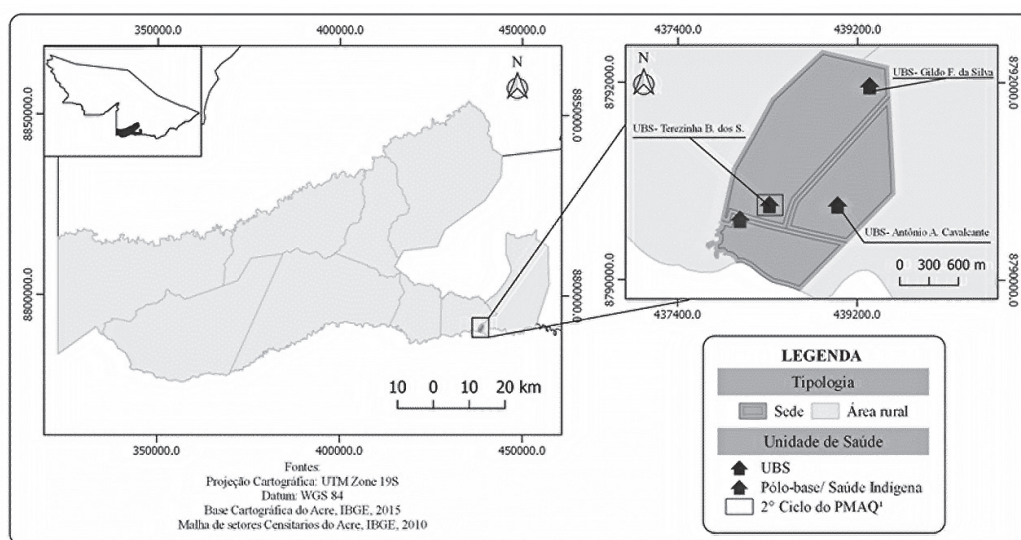 350000.0
400000.0
450000.0
437400.0
439200.0
N
N
UBS- Gildo F. da Silva
8792000.0
8792000.0
8850000.0
8850000.0
UBS- Terezinha B. dos S.
UBS- Antônio A. Cavalcante
0 300 600 m
8790000.0
8790000.0
8800000.0
8800000.0
437400.0
439200.0
10 0 10 20 km
350000.0
400000.0
450000.0
Fontes:
Projeção Cartográfica: UTM Zone 19S
Datum: WGS 84
Base Cartográfica do Acre, IBGE, 2015
Malha de setores Censitarios do Acre, IBGE, 2010
LEGENDA
Tipologia
Sede
Área rural
Unidade de Saúde
UBS
Pólo-base/ Saúde Indígena
2° Ciclo do PMAQ¹